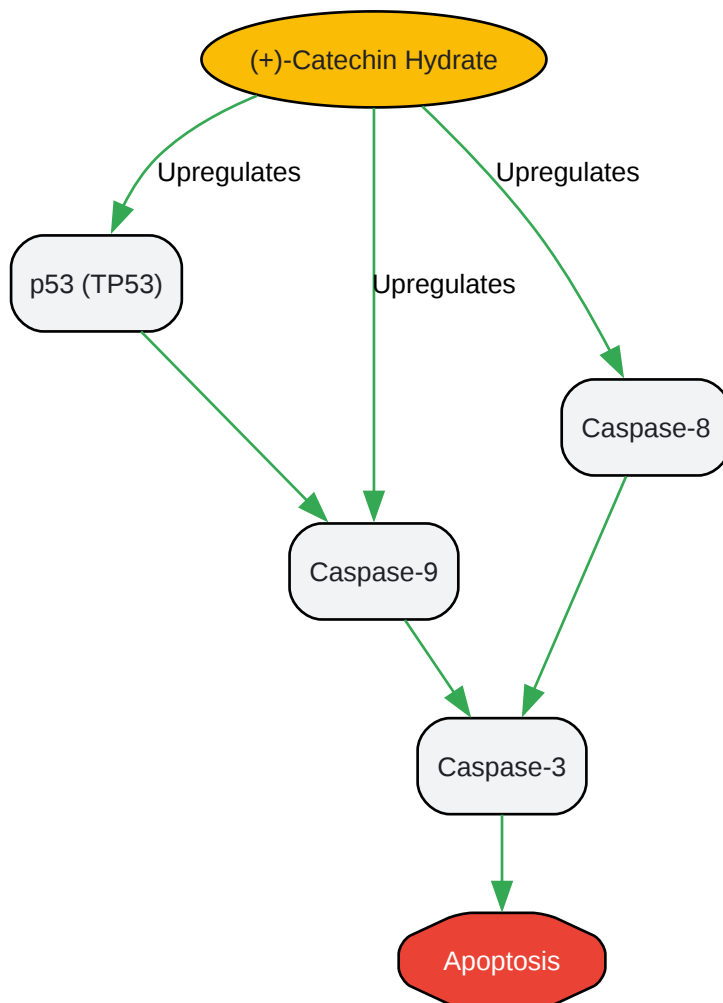 (+)-Catechin Hydrate
Upregulates
Upregulates
p53 (TP53)
Upregulates
Caspase-8
Caspase-9
Caspase-3
Apoptosis